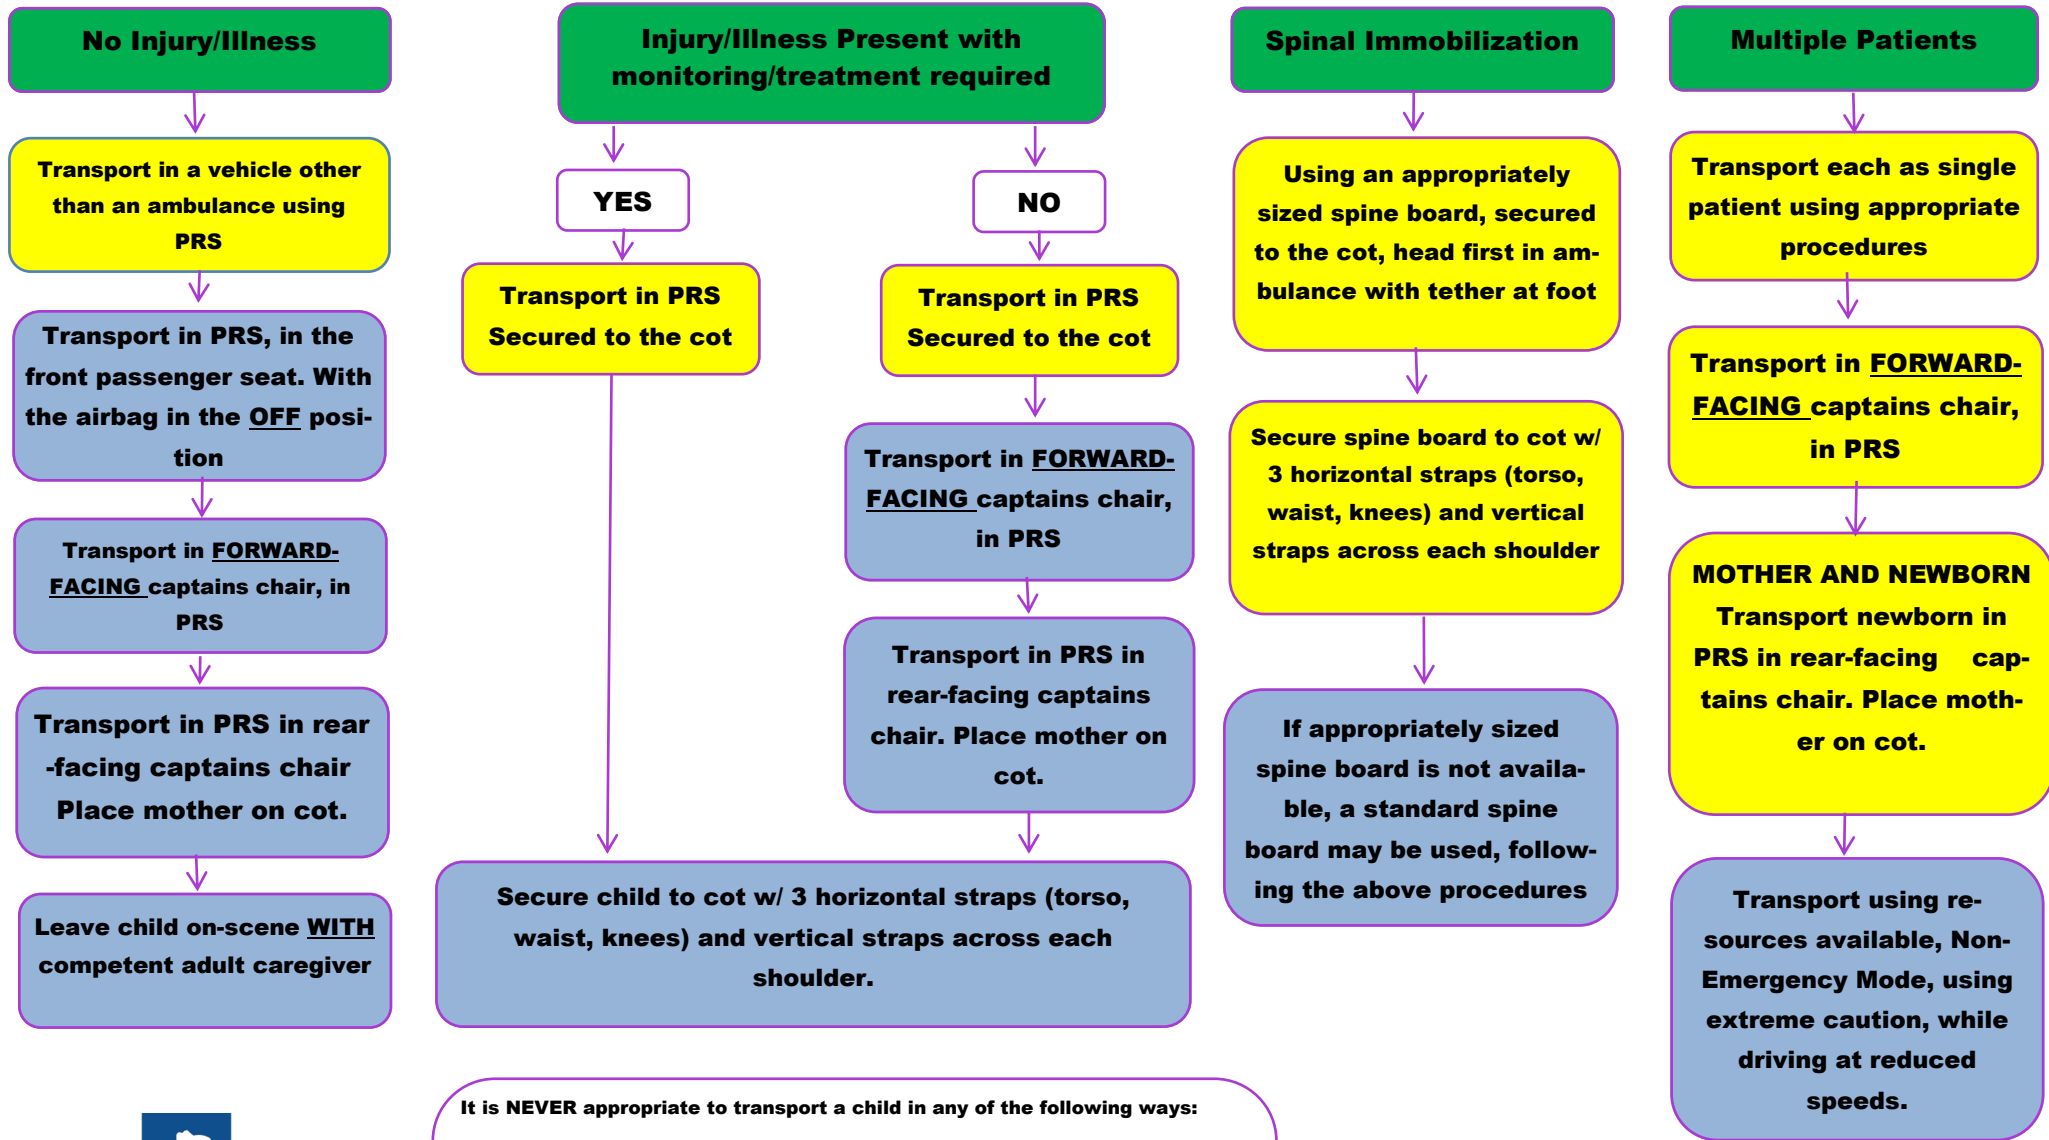 No Injury/Illness
Transport in a vehicle other
than an ambulance using
PRS
Transport in PRS, in the
front passenger seat. With
the airbag in the OFF posi-
tion
Transport in FORWARD-
FACING captains chair, in
PRS
Transport in PRS in rear
-facing captains chair
Place mother on cot.
Leave child on-scene WITH
competent adult caregiver
Injury/Illness Present with
monitoring/treatment required
YES
Transport in PRS
Secured to the cot
NO
Transport in PRS
Secured to the cot
Transport in FORWARD-
FACING captains chair,
in PRS
Transport in PRS in
rear-facing captains
chair. Place mother on
cot.
Secure child to cot w/ 3 horizontal straps (torso,
waist, knees) and vertical straps across each
shoulder.
Spinal Immobilization
Using an appropriately
sized spine board, secured
to the cot, head first in am-
bulance with tether at foot
Secure spine board to cot w/
3 horizontal straps (torso,
waist, knees) and vertical
straps across each shoulder
If appropriately sized
spine board is not availa-
ble, a standard spine
board may be used, follow-
ing the above procedures
Multiple Patients
Transport each as single
patient using appropriate
procedures
Transport in FORWARD-
FACING captains chair,
in PRS
MOTHER AND NEWBORN
Transport newborn in
PRS in rear-facing cap-
tains chair. Place moth-
er on cot.
Transport using re-
sources available, Non-
Emergency Mode, using
extreme caution, while
driving at reduced
speeds.
It is NEVER appropriate to transport a child in any of the following ways: